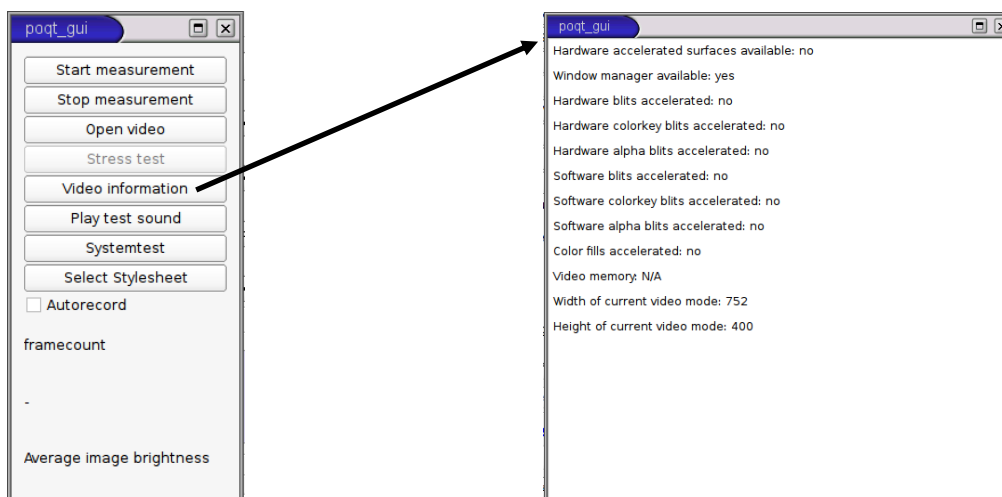 poqt_gui
Start measurement
Stop measurement
Open video
Stress test
Video information
Play test sound
Systemtest
Select Stylesheet
Autorecord
framecount
-
Average image brightness
poqt_gui
Hardware accelerated surfaces available: no
Window manager available: yes
Hardware blits accelerated: no
Hardware colorkey blits accelerated: no
Hardware alpha blits accelerated: no
Software blits accelerated: no
Software colorkey blits accelerated: no
Software alpha blits accelerated: no
Color fills accelerated: no
Video memory: N/A
Width of current video mode: 752
Height of current video mode: 400